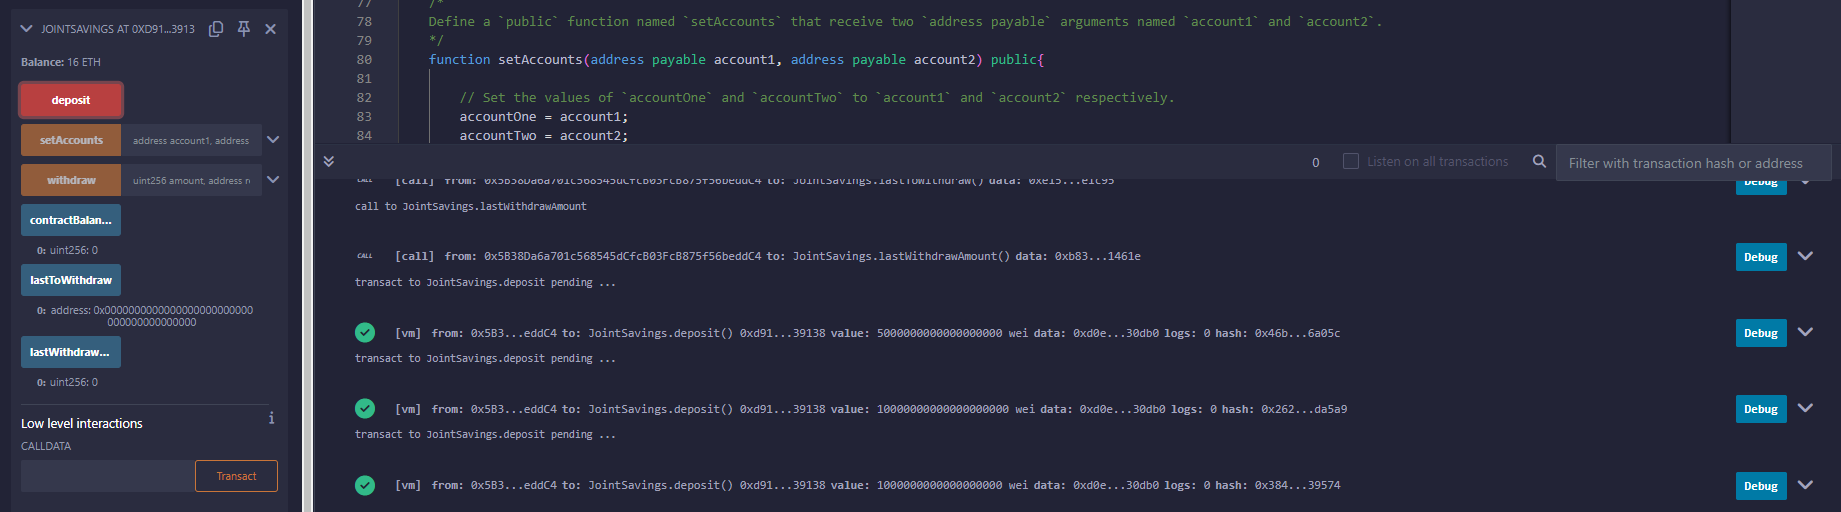 JOINTSAVINGS AT 0XD91...3913
Balance: 16 ETH
deposit
setAccounts
address account1, address
withdraw
uint256 amount, address r
contractBalan...
0: uint256: 0
lastToWithdraw
0: address: 0x0000000000000000000000000
000000000000000
lastWithdraw...
0: uint256: 0
Low level interactions
i
CALLDATA
Transact
77 /*
78 Define a `public` function named `setAccounts` that receive two `address payable` arguments named `account1` and `account2`.
79 */
80 function setAccounts(address payable account1, address payable account2) public{
81
82 // Set the values of `accountOne` and `accountTwo` to `account1` and `account2` respectively.
83 accountOne = account1;
84 accountTwo = account2;
0 Listen on all transactions Filter with transaction hash or address
CALL [call] from: 0x5B38Da6a701c568545dCfcB03FcB875f56beddC4 to: JointSavings.lastToWithdraw() data: 0xe15...e1c95 Debug
call to JointSavings.lastWithdrawAmount
CALL [call] from: 0x5B38Da6a701c568545dCfcB03FcB875f56beddC4 to: JointSavings.lastWithdrawAmount() data: 0xb83...1461e Debug
transact to JointSavings.deposit pending ...
[vm] from: 0x5B3...eddC4 to: JointSavings.deposit() 0xd91...39138 value: 5000000000000000000 wei data: 0xd0e...30db0 logs: 0 hash: 0x46b...6a05c Debug
transact to JointSavings.deposit pending ...
[vm] from: 0x5B3...eddC4 to: JointSavings.deposit() 0xd91...39138 value: 10000000000000000000 wei data: 0xd0e...30db0 logs: 0 hash: 0x262...da5a9 Debug
transact to JointSavings.deposit pending ...
[vm] from: 0x5B3...eddC4 to: JointSavings.deposit() 0xd91...39138 value: 1000000000000000000 wei data: 0xd0e...30db0 logs: 0 hash: 0x384...39574 Debug